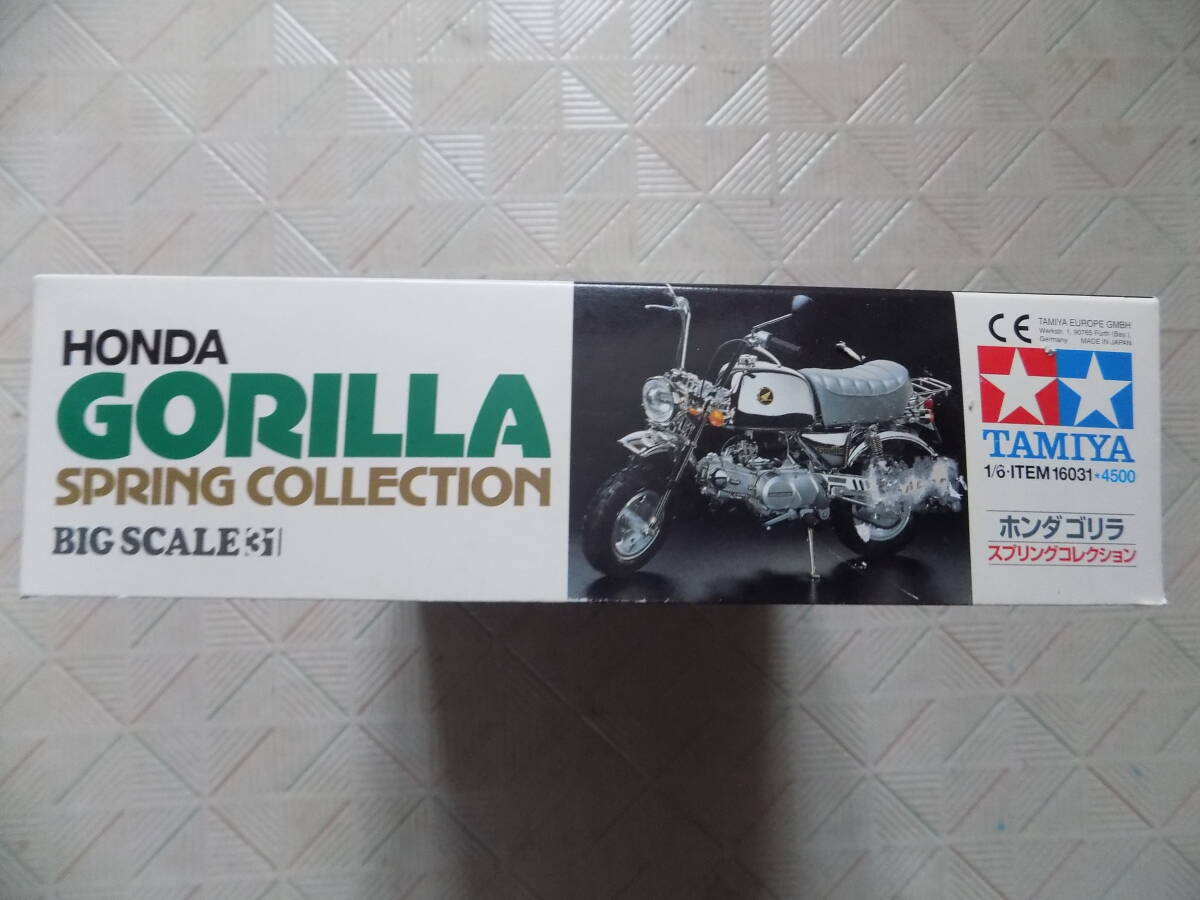 HONDA
GORILLA
SPRING COLLECTION
BIG SCALE 31
CE
TAMIYA EUROPE GMBH
Werkstr. 1, 90765 Fürth (Bay.),
Germany MADE IN JAPAN
TAMIYA
1/6・ITEM 16031★4500
ホンダ ゴリラ
スプリングコレクション